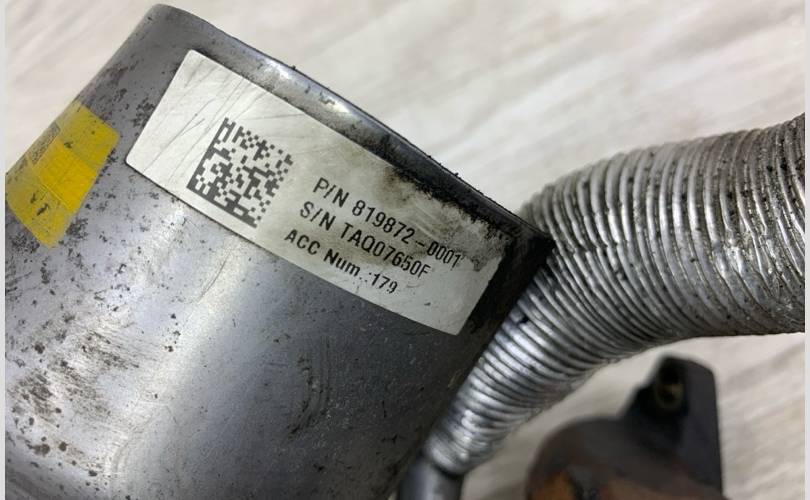 P/N 819872-0001
S/N TAQ07650F
ACC Num. 179